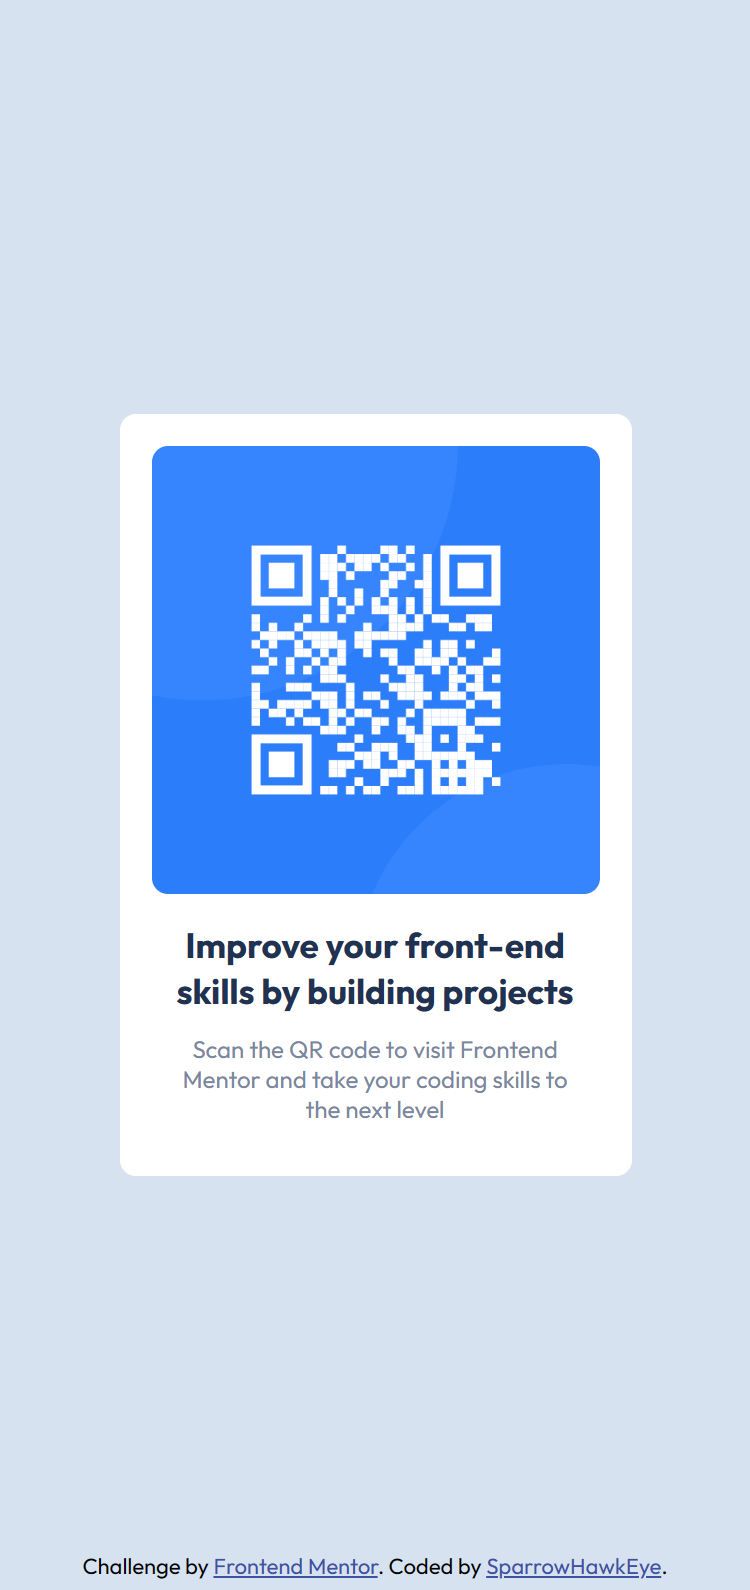 Improve your front-end
skills by building projects
Scan the QR code to visit Frontend
Mentor and take your coding skills to
the next level
Challenge by Frontend Mentor. Coded by SparrowHawkEye.